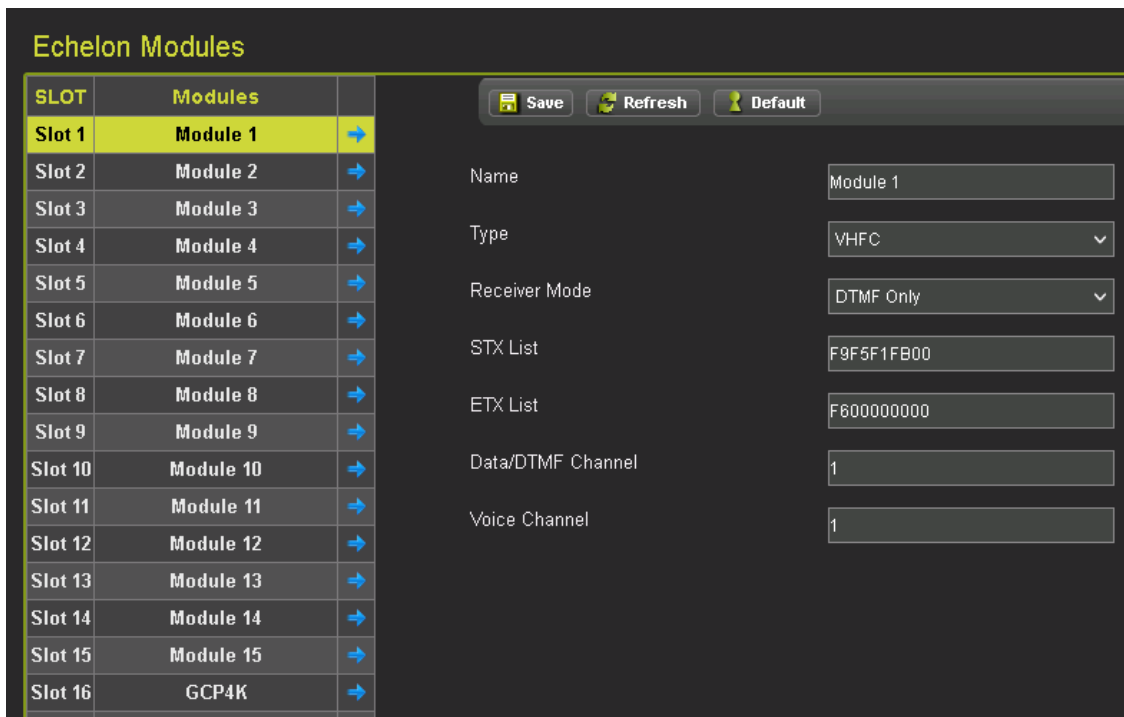 Echelon Modules
SLOT Modules
Slot 1 Module 1
Slot 2 Module 2
Slot 3 Module 3
Slot 4 Module 4
Slot 5 Module 5
Slot 6 Module 6
Slot 7 Module 7
Slot 8 Module 8
Slot 9 Module 9
Slot 10 Module 10
Slot 11 Module 11
Slot 12 Module 12
Slot 13 Module 13
Slot 14 Module 14
Slot 15 Module 15
Slot 16 GCP4K
Save Refresh Default
Name Module 1
Type VHFC
Receiver Mode DTMF Only
STX List F9F5F1FB00
ETX List F600000000
Data/DTMF Channel 1
Voice Channel 1